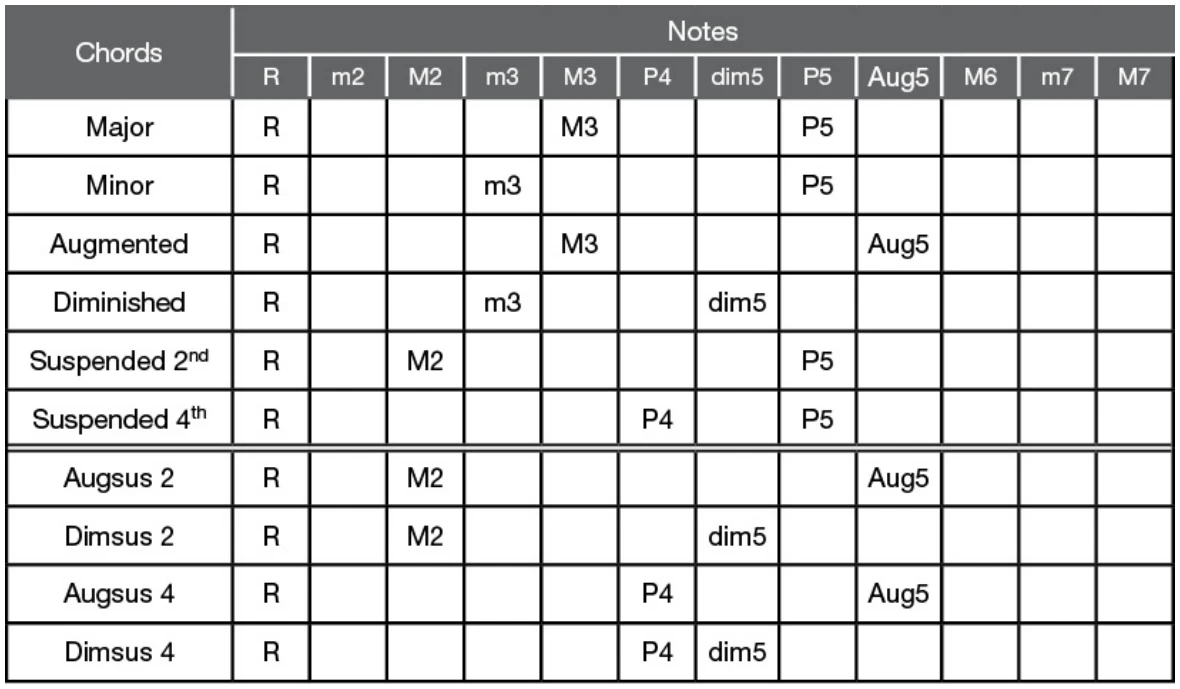 Chords Notes
R m2 M2 m3 M3 P4 dim5 P5 Aug5 M6 m7 M7
Major R M3 P5
Minor R m3 P5
Augmented R M3 Aug5
Diminished R m3 dim5
Suspended 2nd R M2 P5
Suspended 4th R P4 P5
Augsus 2 R M2 Aug5
Dimsus 2 R M2 dim5
Augsus 4 R P4 Aug5
Dimsus 4 R P4 dim5